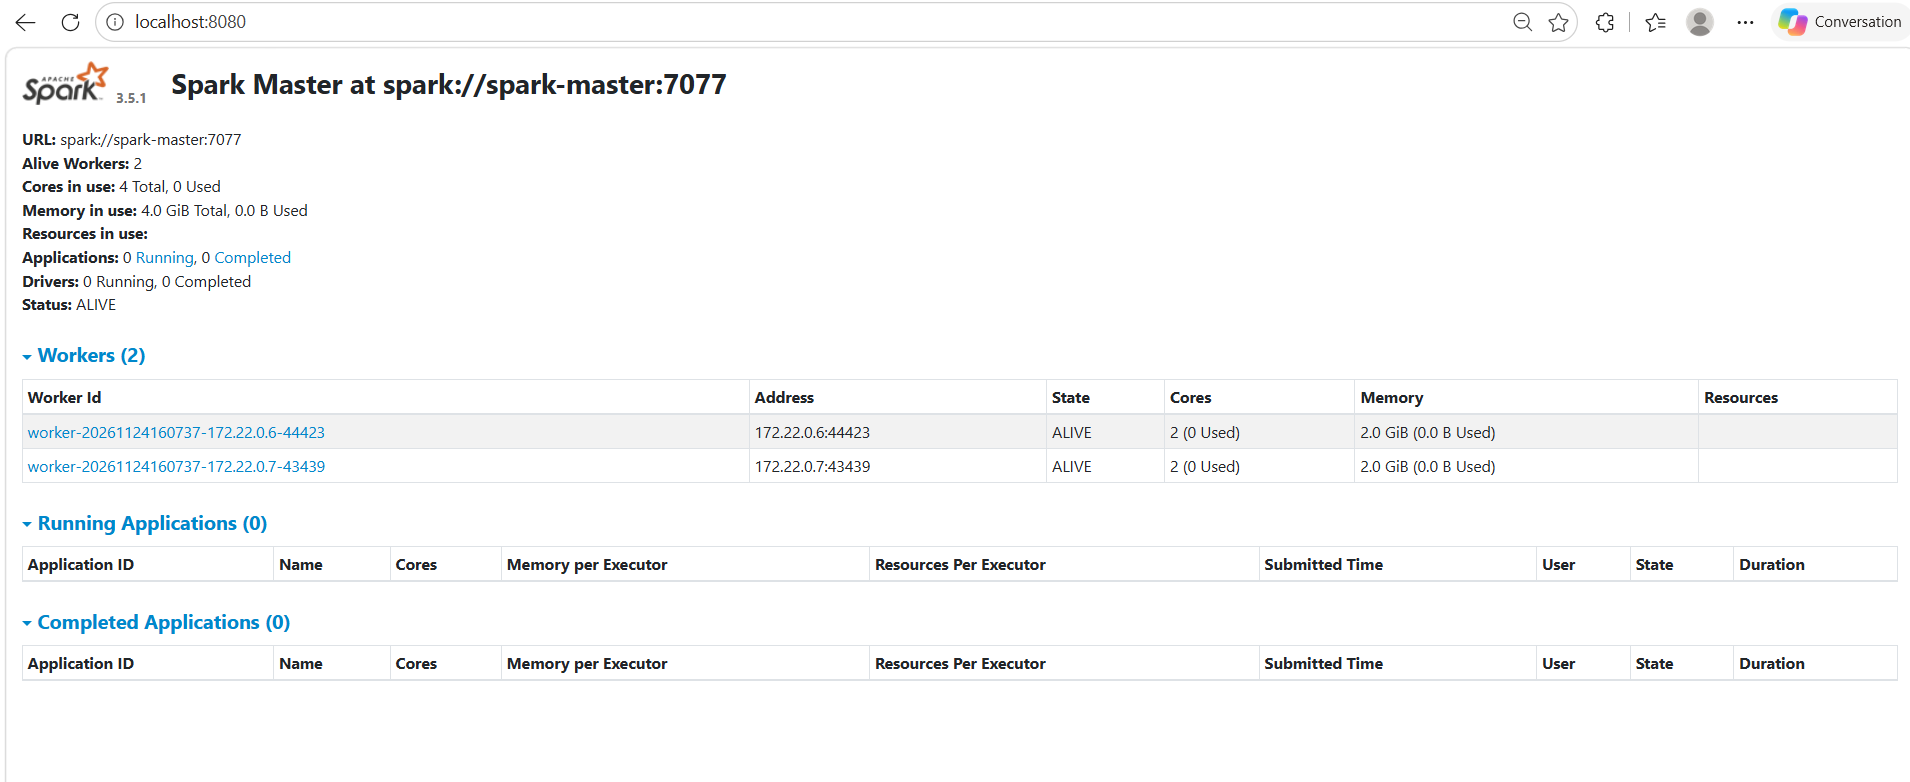 localhost:8080
Conversation
APACHE
Spark 3.5.1 Spark Master at spark://spark-master:7077
URL: spark://spark-master:7077
Alive Workers: 2
Cores in use: 4 Total, 0 Used
Memory in use: 4.0 GiB Total, 0.0 B Used
Resources in use:
Applications: 0 Running, 0 Completed
Drivers: 0 Running, 0 Completed
Status: ALIVE
Workers (2)
Worker Id Address State Cores Memory Resources
worker-20261124160737-172.22.0.6-44423 172.22.0.6:44423 ALIVE 2 (0 Used) 2.0 GiB (0.0 B Used)
worker-20261124160737-172.22.0.7-43439 172.22.0.7:43439 ALIVE 2 (0 Used) 2.0 GiB (0.0 B Used)
Running Applications (0)
Application ID Name Cores Memory per Executor Resources Per Executor Submitted Time User State Duration
Completed Applications (0)
Application ID Name Cores Memory per Executor Resources Per Executor Submitted Time User State Duration